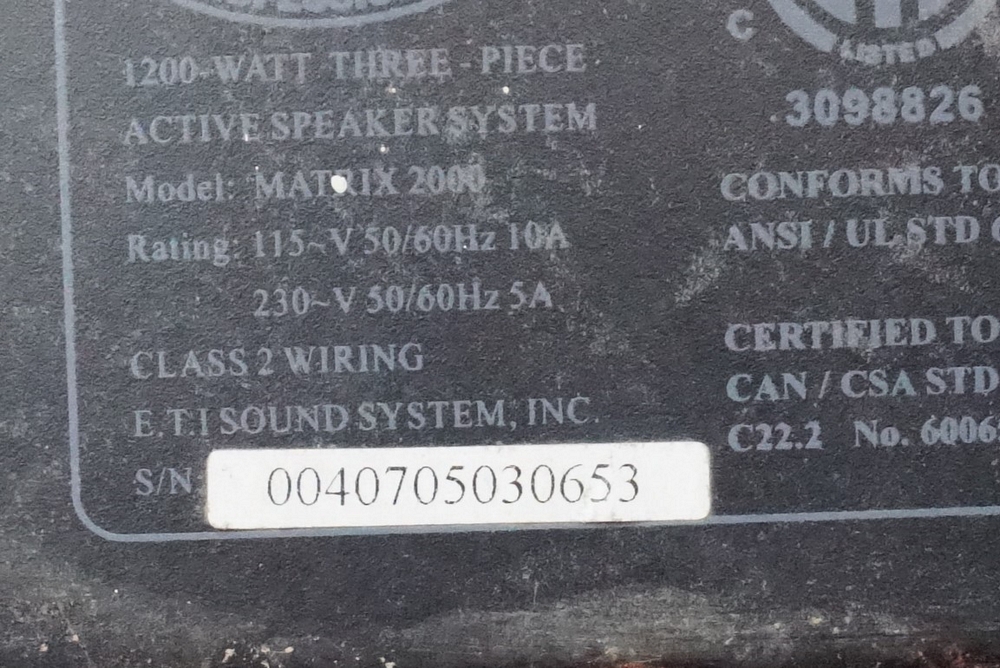 1200-WATT THREE-PIECE
ACTIVE SPEAKER SYSTEM
Model: MATRIX 2000
Rating: 115~V 50/60Hz 10A
230~V 50/60Hz 5A
CLASS 2 WIRING
E.T.I SOUND SYSTEM, INC.
S/N 0040705030653
C
LISTED
3098826
CONFORMS TO
ANSI / UL STD
CERTIFIED TO
CAN / CSA STD
C22.2 No. 6006